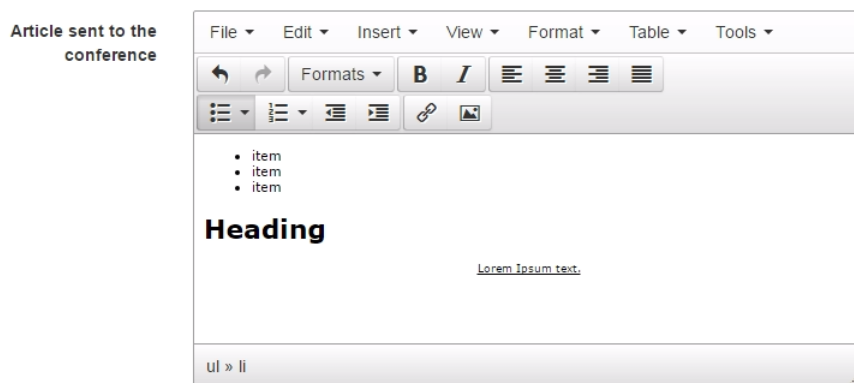 Article sent to the
conference
File Edit Insert View Format Table Tools
Formats B I
item
item
item
Heading
Lorem Ipsum text.
ul » li